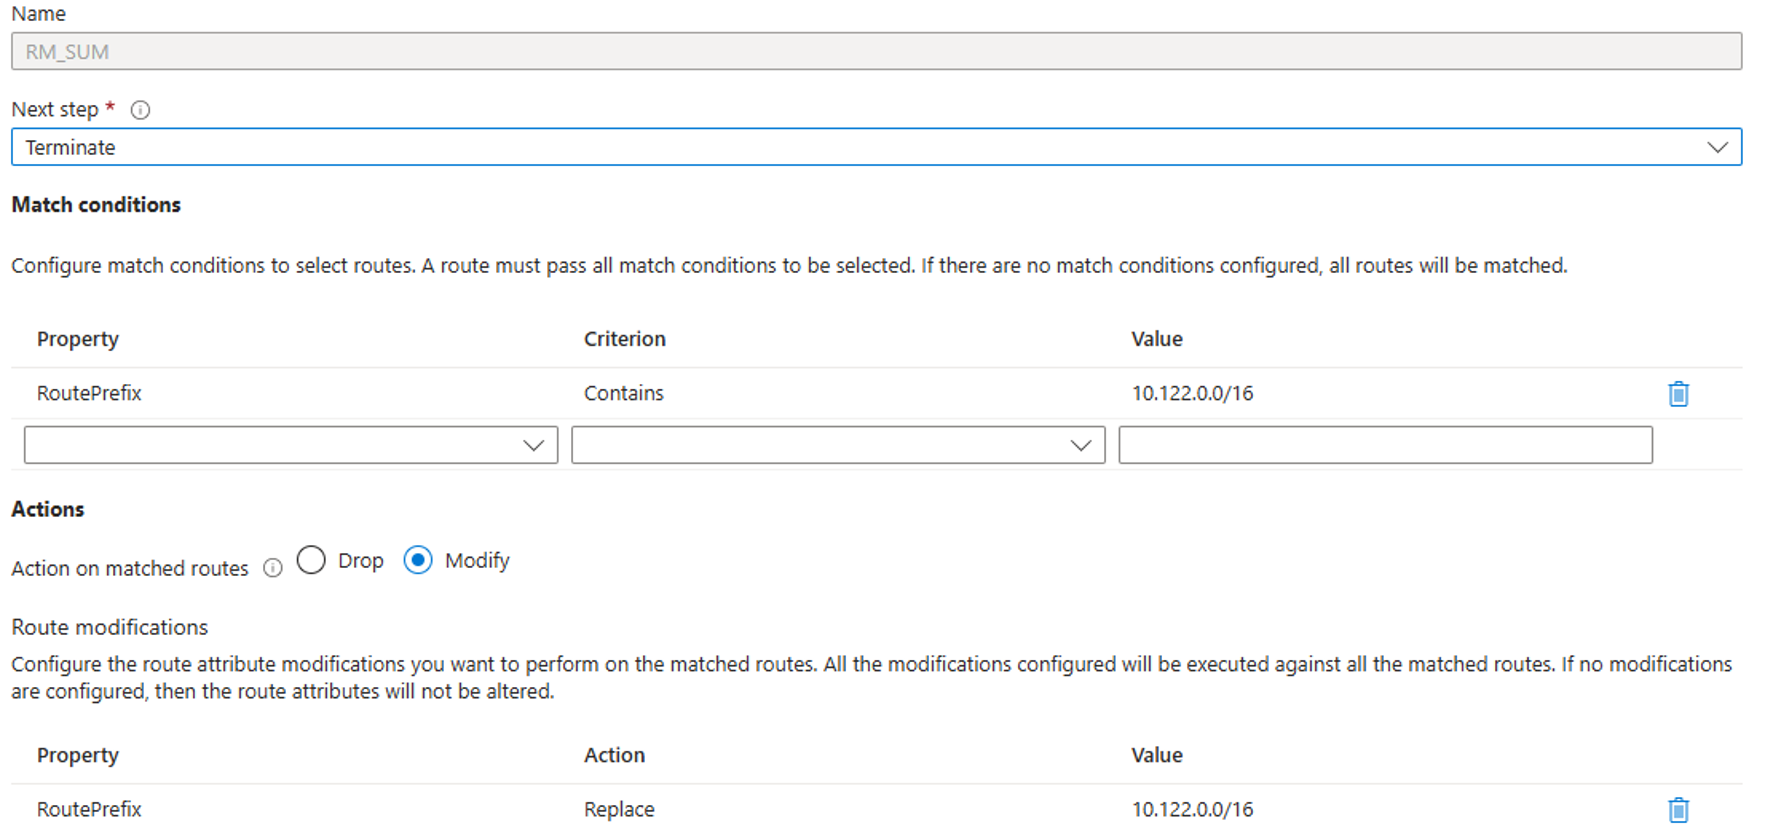 Name
RM_SUM
Next step *
Terminate
Match conditions
Configure match conditions to select routes. A route must pass all match conditions to be selected. If there are no match conditions configured, all routes will be matched.
Property Criterion Value
RoutePrefix Contains 10.122.0.0/16
Actions
Action on matched routes Drop Modify
Route modifications
Configure the route attribute modifications you want to perform on the matched routes. All the modifications configured will be executed against all the matched routes. If no modifications
are configured, then the route attributes will not be altered.
Property Action Value
RoutePrefix Replace 10.122.0.0/16